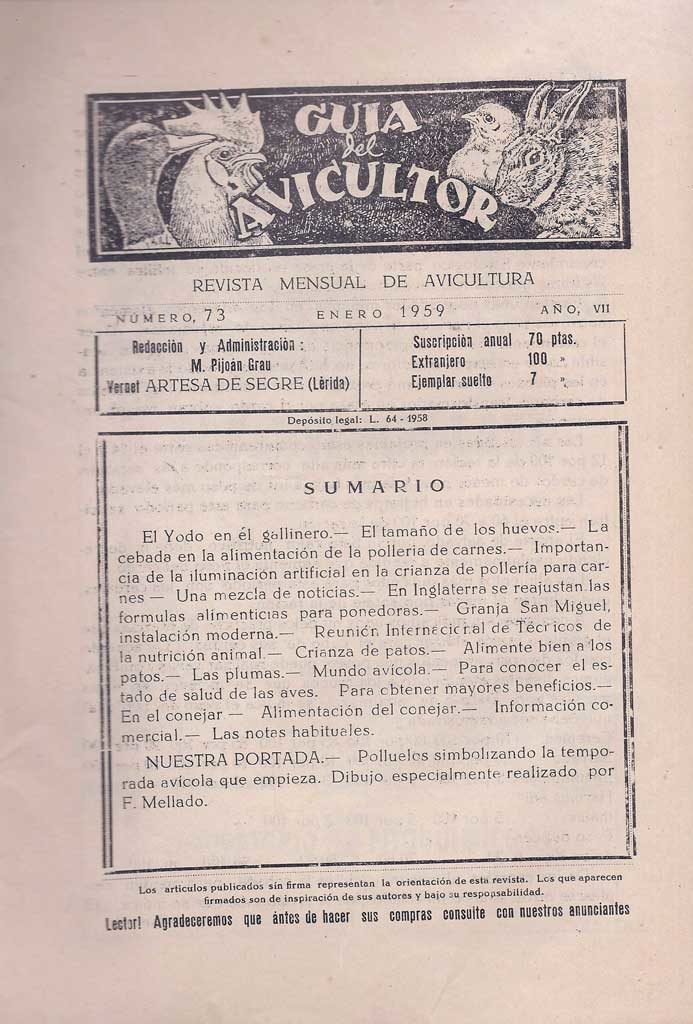 GUIA
del
AVICULTOR
REVISTA MENSUAL DE AVICULTURA
NÚMERO, 73 ENERO 1959 AÑO, VII
Redacción y Administración :
M. Pijoán Grau
Vernet ARTESA DE SEGRE (Lérida)
Suscripción anual 70 ptas.
Extranjero 100 »
Ejemplar suelto 7 »
Depósito legal: L. 64 - 1958
SUMARIO
El Yodo en él gallinero.— El tamaño de los huevos.— La
cebada en la alimentación de la polleria de carnes.— Importan-
cia de la iluminación artificial en la crianza de pollería para car-
nes — Una mezcla de noticias.— En Inglaterra se reajustan las
formulas alimenticias para ponedoras.— Granja San Miguel,
instalación moderna.— Reunión Internacional de Técnicos de
la nutrición animal.— Crianza de patos.— Alimente bien a los
patos.— Las plumas.— Mundo avícola.— Para conocer el es-
tado de salud de las aves. Para obtener mayores beneficios.—
En el conejar — Alimentación del conejar.— Información co-
mercial.— Las notas habituales.
NUESTRA PORTADA.— Polluelos simbolizando la tempo-
rada avícola que empieza. Dibujo especialmente realizado por
F. Mellado.
Los articulos publicados sin firma representan la orientación de esta revista. Los que aparecen
firmados son de inspiración de sus autores y bajo su responsabilidad.
Lector! Agradeceremos que ántes de hacer sus compras consulte con nuestros anunciantes